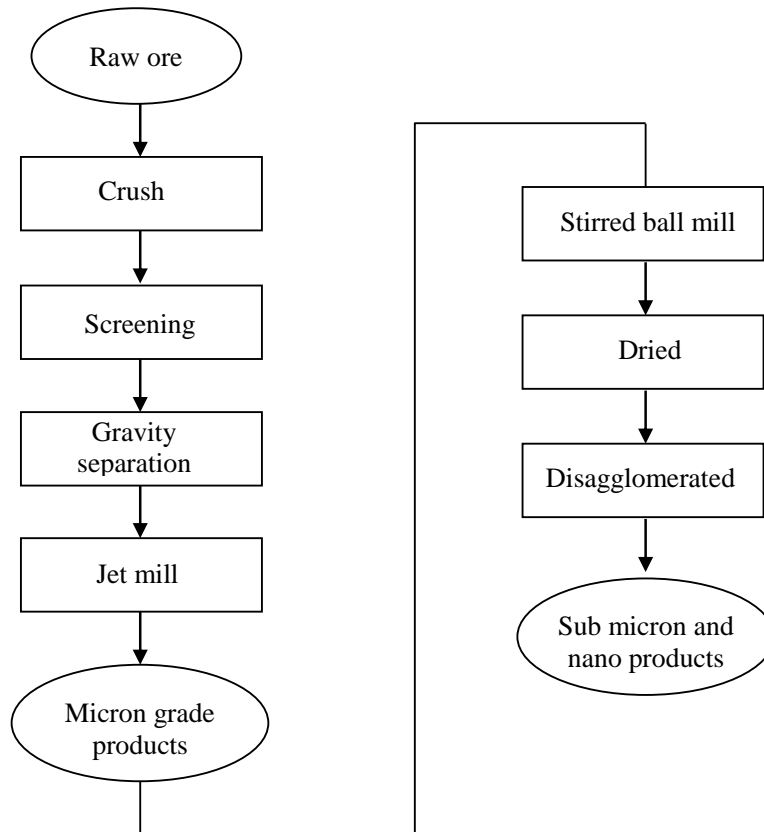 Raw ore
Crush
Screening
Gravity
separation
Jet mill
Micron grade
products
Stirred ball mill
Dried
Disagglomerated
Sub micron and
nano products